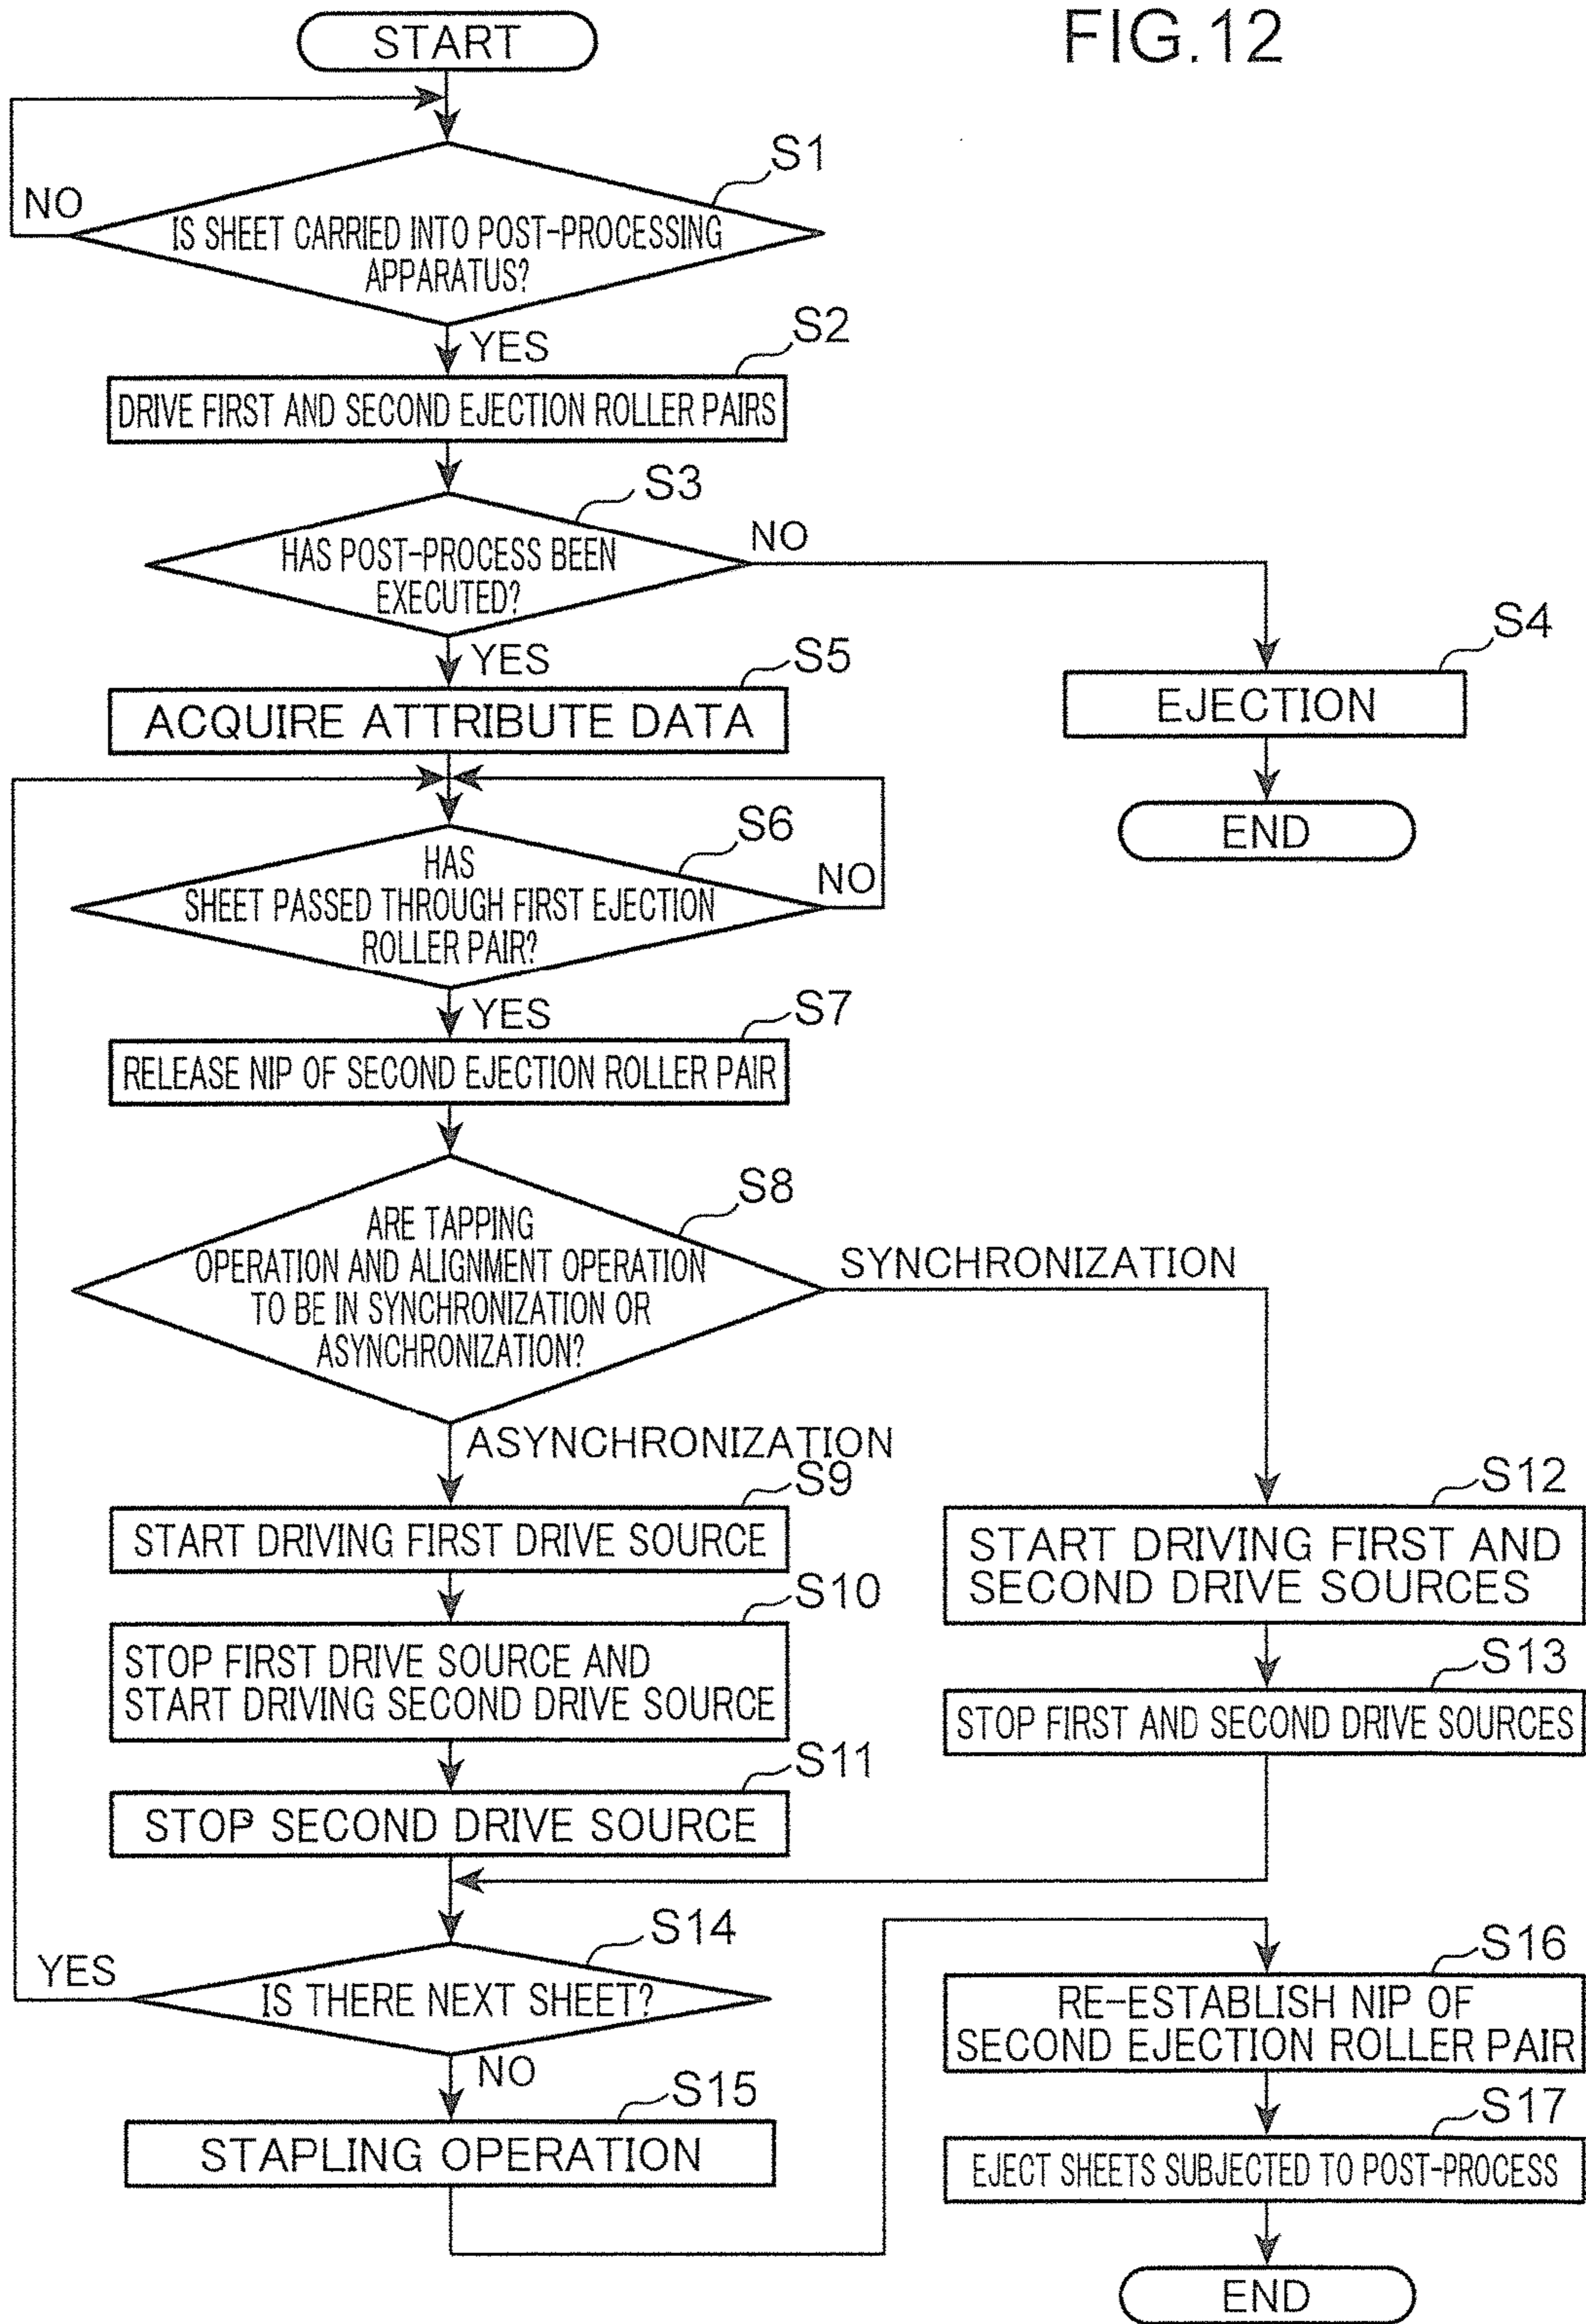 FIG.12
START
S1
NO
IS SHEET CARRIED INTO POST-PROCESSING
APPARATUS?
YES
S2
DRIVE FIRST AND SECOND EJECTION ROLLER PAIRS
S3
HAS POST-PROCESS BEEN
EXECUTED?
NO
YES
S4
EJECTION
END
S5
ACQUIRE ATTRIBUTE DATA
S6
HAS
SHEET PASSED THROUGH FIRST EJECTION
ROLLER PAIR?
NO
YES
S7
RELEASE NIP OF SECOND EJECTION ROLLER PAIR
S8
ARE TAPPING
OPERATION AND ALIGNMENT OPERATION
TO BE IN SYNCHRONIZATION OR
ASYNCHRONIZATION?
SYNCHRONIZATION
ASYNCHRONIZATION
S9
START DRIVING FIRST DRIVE SOURCE
S10
STOP FIRST DRIVE SOURCE AND
START DRIVING SECOND DRIVE SOURCE
S11
STOP SECOND DRIVE SOURCE
S12
START DRIVING FIRST AND
SECOND DRIVE SOURCES
S13
STOP FIRST AND SECOND DRIVE SOURCES
S14
YES
IS THERE NEXT SHEET?
NO
S15
STAPLING OPERATION
S16
RE-ESTABLISH NIP OF
SECOND EJECTION ROLLER PAIR
S17
EJECT SHEETS SUBJECTED TO POST-PROCESS
END